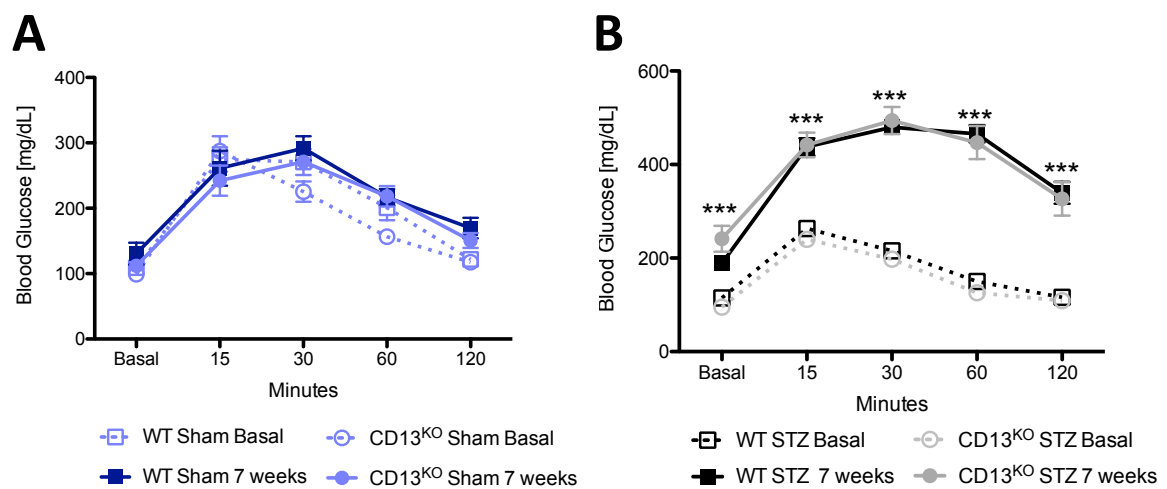 A
Blood Glucose [mg/dL]
400
300
200
100
0
Basal 15 30 60 120
Minutes
WT Sham Basal
CD13KO Sham Basal
WT Sham 7 weeks
CD13KO Sham 7 weeks
B
Blood Glucose [mg/dL]
600
400
200
0
***
***
***
***
***
Basal 15 30 60 120
Minutes
WT STZ Basal
CD13KO STZ Basal
WT STZ 7 weeks
CD13KO STZ 7 weeks